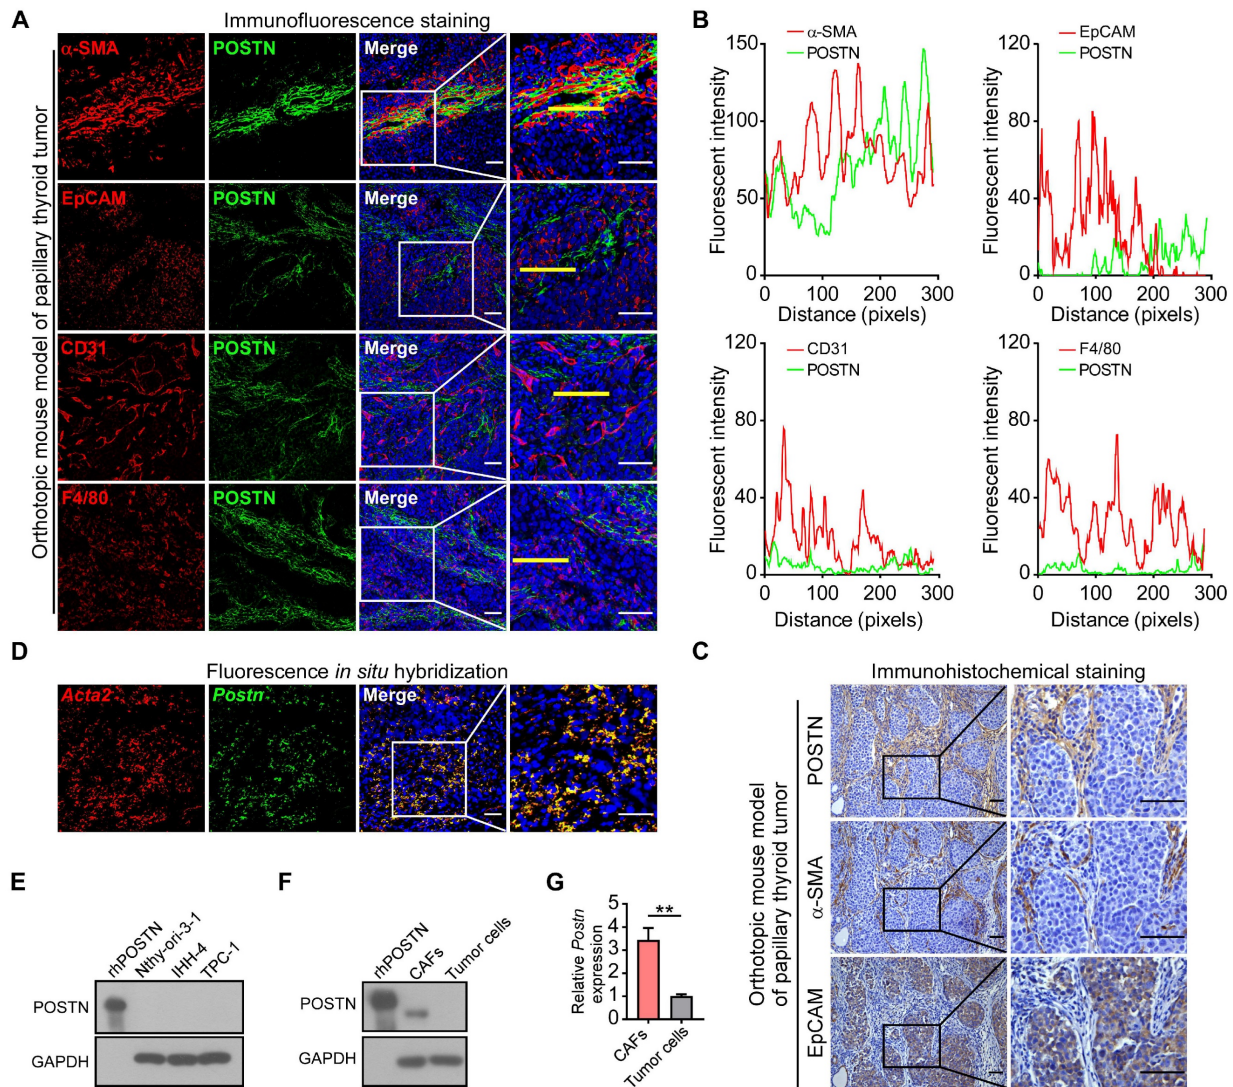 A
Immunofluorescence staining
Orthotopic mouse model of papillary thyroid tumor
α-SMA
POSTN
Merge
EpCAM
POSTN
Merge
CD31
POSTN
Merge
F4/80
POSTN
Merge
B
α-SMA
POSTN
Fluorescent intensity
150
100
50
0
0
100
200
300
Distance (pixels)
EpCAM
POSTN
Fluorescent intensity
120
80
40
0
0
100
200
300
Distance (pixels)
CD31
POSTN
Fluorescent intensity
120
80
40
0
0
100
200
300
Distance (pixels)
F4/80
POSTN
Fluorescent intensity
120
80
40
0
0
100
200
300
Distance (pixels)
D
Fluorescence in situ hybridization
Acta2
Postn
Merge
C
Immunohistochemical staining
Orthotopic mouse model
of papillary thyroid tumor
POSTN
α-SMA
EpCAM
E
rhPOSTN
Nthy-ori-3-1
IHH-4
TPC-1
POSTN
GAPDH
F
rhPOSTN
CAFs
Tumor cells
POSTN
GAPDH
G
Relative Postn
expression
5
4
3
2
1
0
**
CAFs
Tumor cells